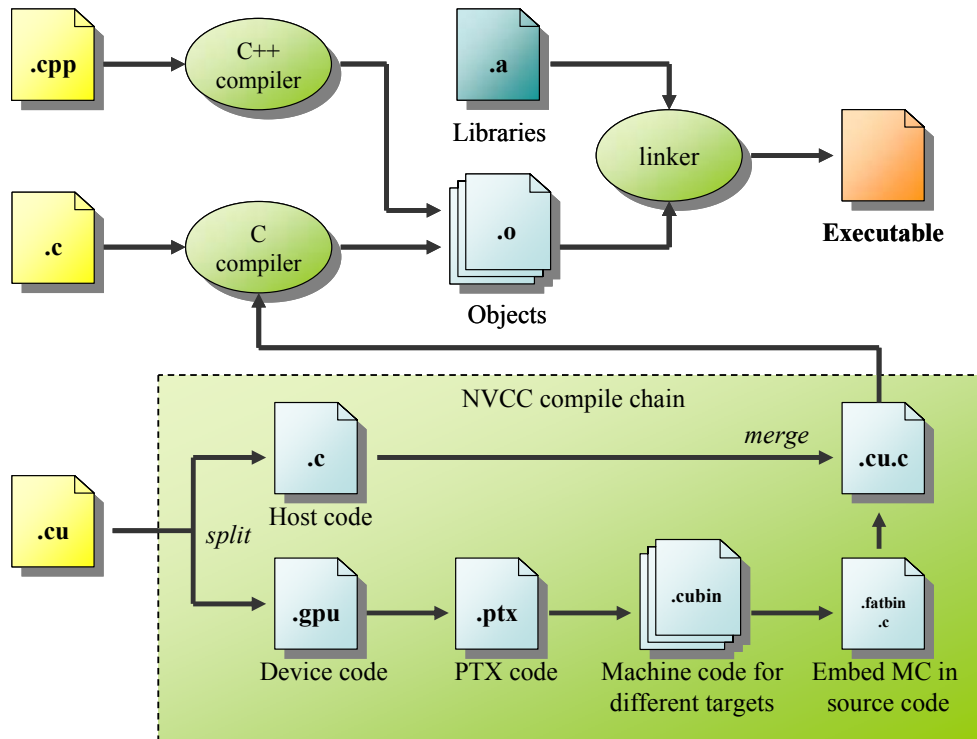 .cpp
C++
compiler
.a
Libraries
linker
Executable
.c
C
compiler
.o
Objects
NVCC compile chain
.cu
split
.c
Host code
merge
.cu.c
.gpu
Device code
.ptx
PTX code
.cubin
Machine code for
different targets
.fatbin
.c
Embed MC in
source code